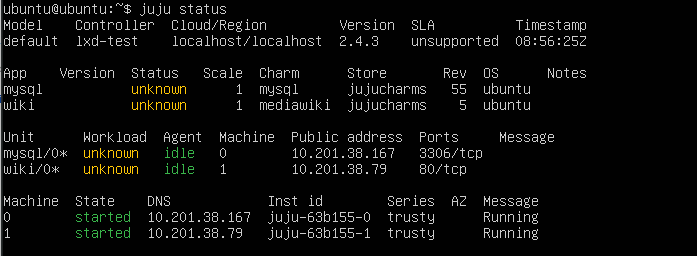 ubuntu@ubuntu:~$ juju status
Model    Controller  Cloud/Region         Version  SLA          Timestamp
default  lxd-test    localhost/localhost  2.4.3    unsupported  08:56:25Z

App    Version  Status   Scale  Charm      Store       Rev  OS      Notes
mysql           unknown      1  mysql      jujucharms   55  ubuntu
wiki            unknown      1  mediawiki  jujucharms    5  ubuntu

Unit      Workload  Agent  Machine  Public address  Ports     Message
mysql/0*  unknown   idle   0        10.201.38.167   3306/tcp
wiki/0*   unknown   idle   1        10.201.38.79    80/tcp

Machine  State    DNS            Inst id        Series  AZ  Message
0        started  10.201.38.167  juju-63b155-0  trusty      Running
1        started  10.201.38.79   juju-63b155-1  trusty      Running